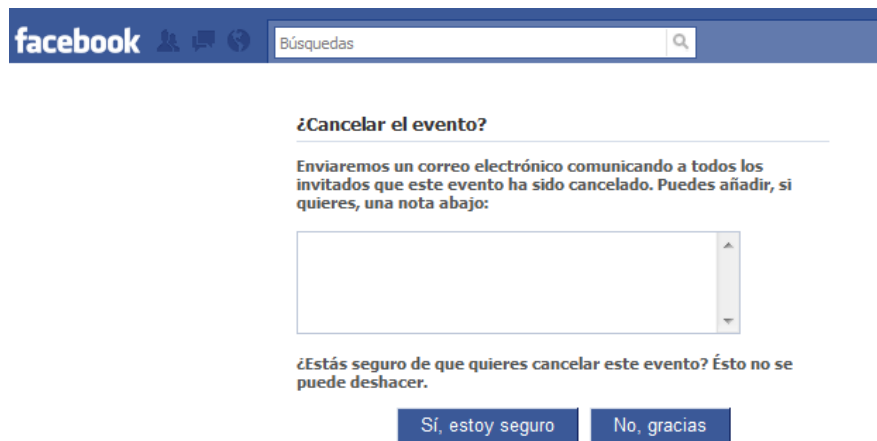 facebook
Búsquedas
¿Cancelar el evento?
Enviaremos un correo electrónico comunicando a todos los
invitados que este evento ha sido cancelado. Puedes añadir, si
quieres, una nota abajo:
¿Estás seguro de que quieres cancelar este evento? Ésto no se
puede deshacer.
Sí, estoy seguro
No, gracias